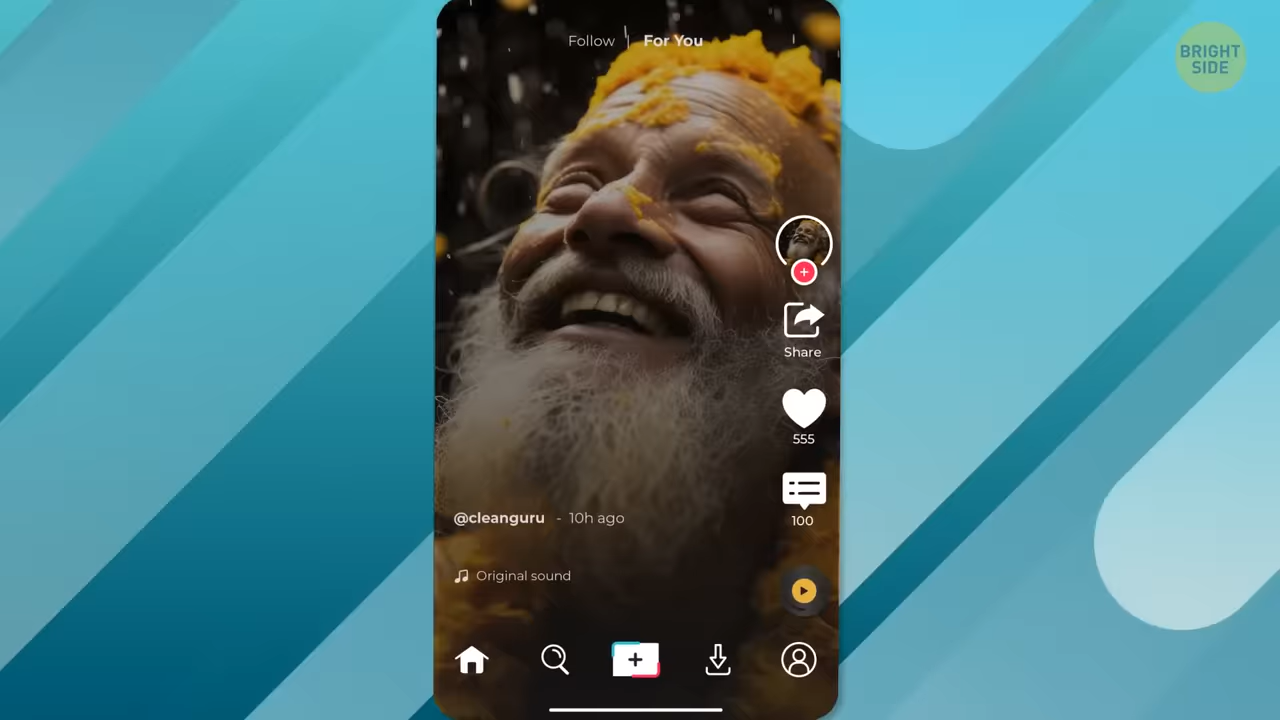 Follow | For You
BRIGHT
SIDE
Share
555
100
@cleanguru - 10h ago
Original sound